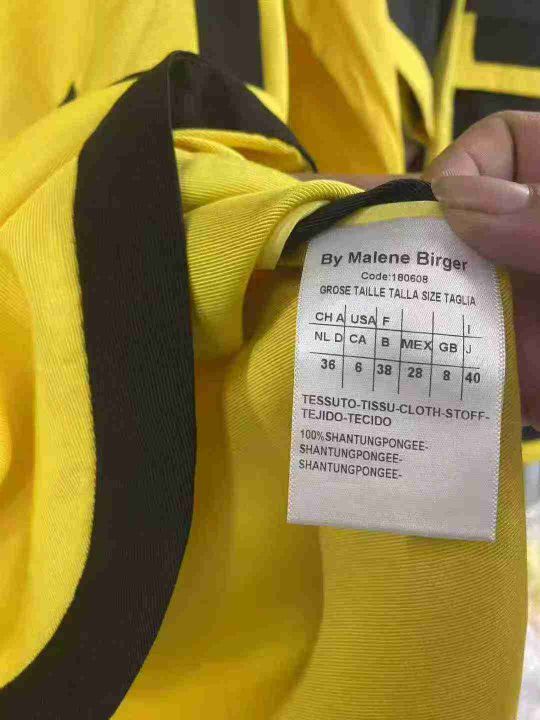 By Malene Birger
Code:180608
GROSE TAILLE TALLA SIZE TAGLIA
CH A USA F I
NL D CA B MEX GB J
36 6 38 28 8 40
TESSUTO-TISSU-CLOTH-STOFF-
TEJIDO-TECIDO
100%SHANTUNGPONGEE-
SHANTUNGPONGEE-
SHANTUNGPONGEE-